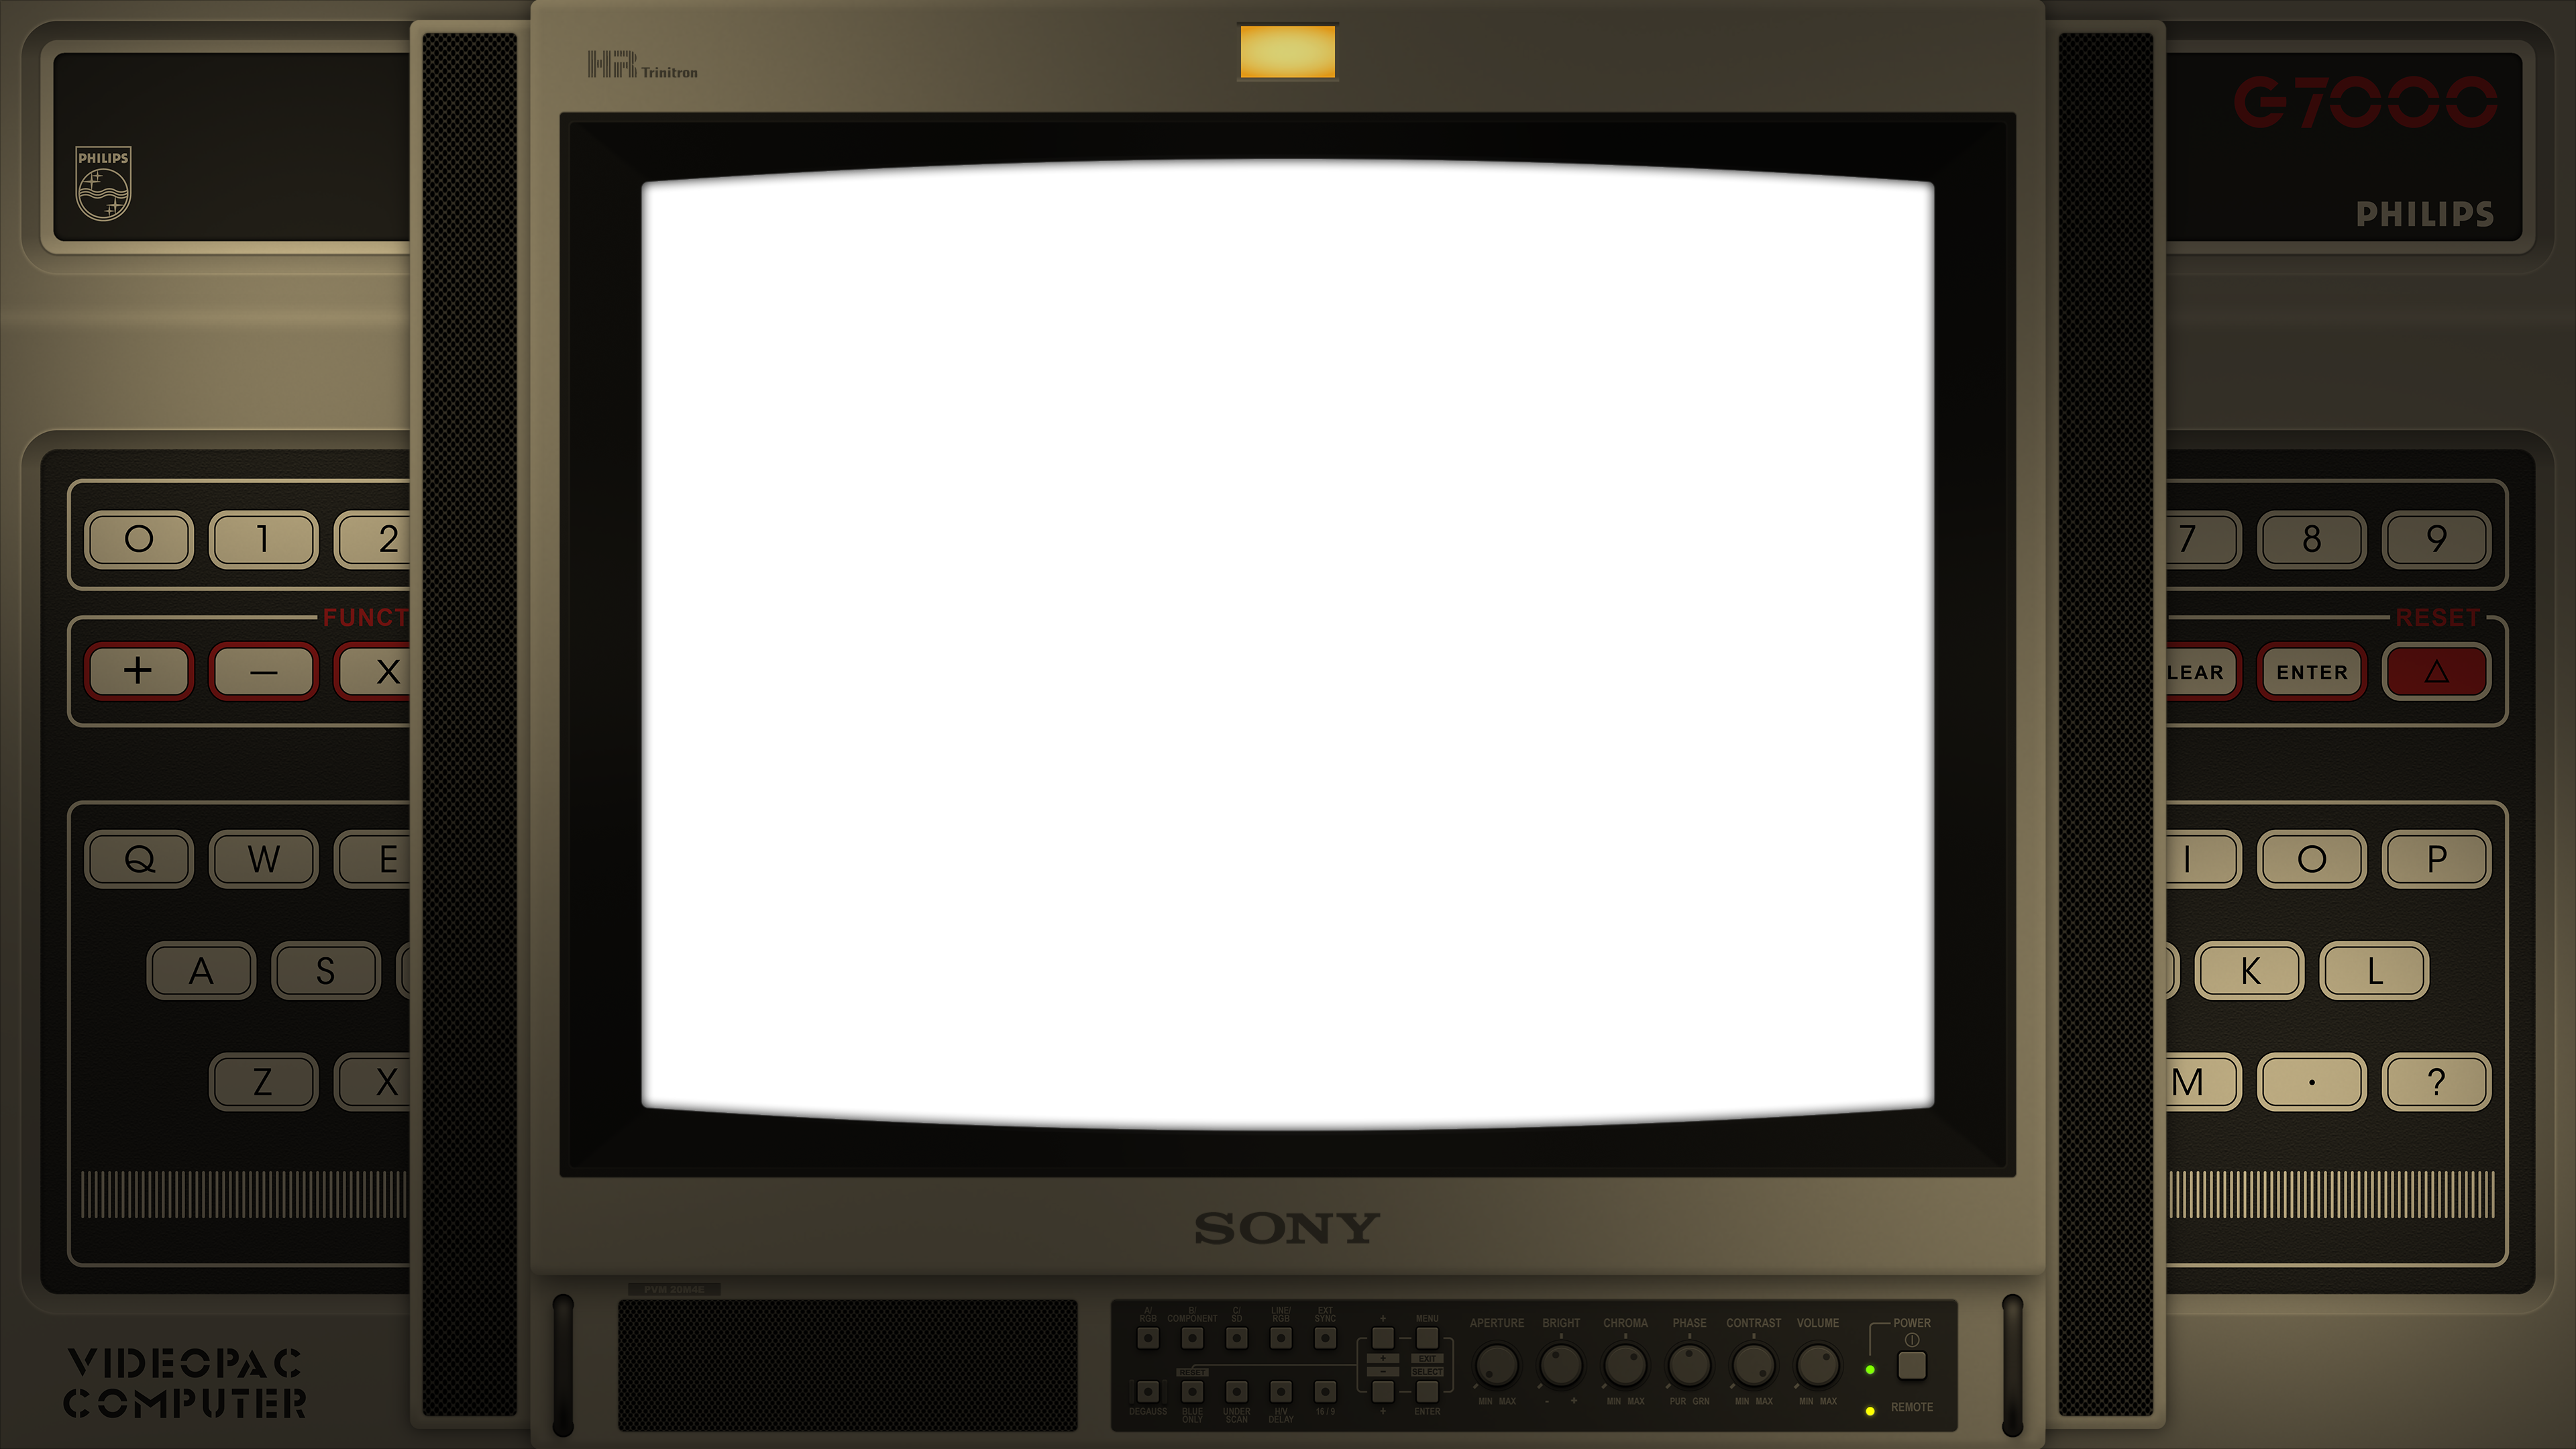 HR Trinitron
G7000
PHILIPS
PHILIPS
0 1 2
7 8 9
FUNCT
RESET
+ − X
LEAR ENTER △
Q W E
I O P
A S
K L
Z X
M . ?
SONY
PVM 20M4E
A/ RGB
B/ COMPONENT
C/ SD
LINE/ RGB
EXT SYNC
+
MENU
APERTURE BRIGHT CHROMA PHASE CONTRAST VOLUME
POWER
+ EXIT
− SELECT
RESET
DEGAUSS
BLUE ONLY
UNDER SCAN
H/V DELAY
16/9
+
ENTER
MIN MAX
- +
MIN MAX
PUR GRN
MIN MAX
MIN MAX
REMOTE
VIDEOPAC
COMPUTER